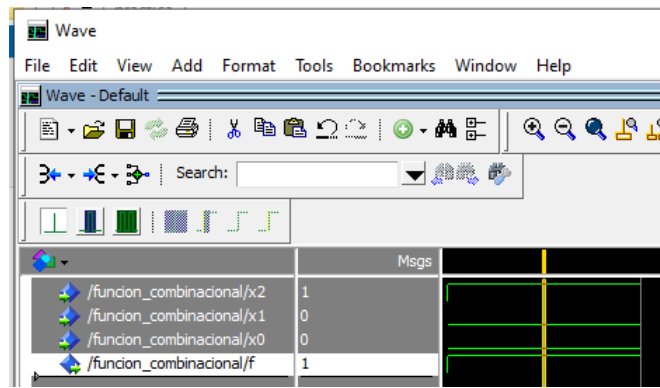 Wave
File Edit View Add Format Tools Bookmarks Window Help
Wave - Default
Search:
Msgs
/funcion_combinacional/x2 1
/funcion_combinacional/x1 0
/funcion_combinacional/x0 0
/funcion_combinacional/f 1